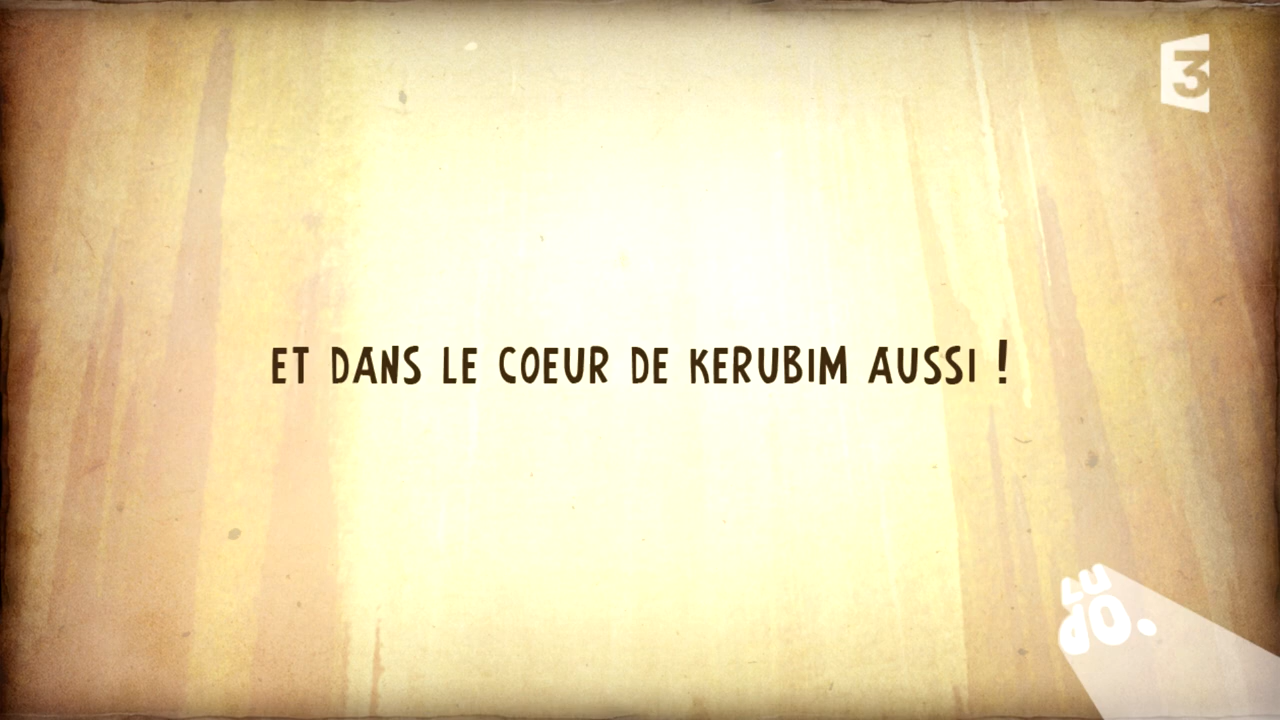 3
ET DANS LE COEUR DE KERUBIM AUSSI !
LU
DO.